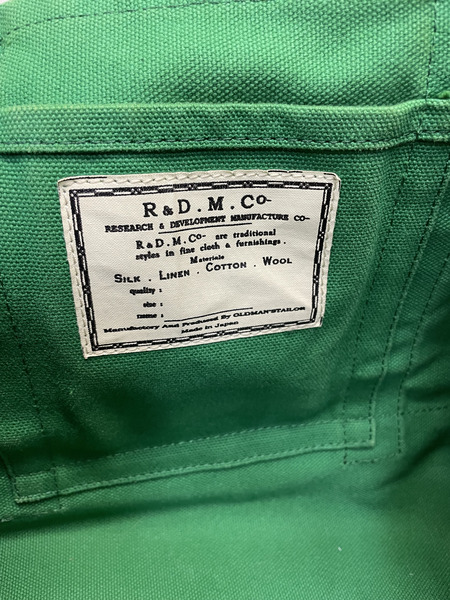 R&D.M.Co-
RESEARCH & DEVELOPMENT MANUFACTURE CO-
R&D.M.Co- are traditional
styles in fine cloth & furnishings.
Materials
SILK . LINEN . COTTON . WOOL
quality :
size :
name :
Manufactory And Produced By OLDMAN'STAILOR
Made in Japan